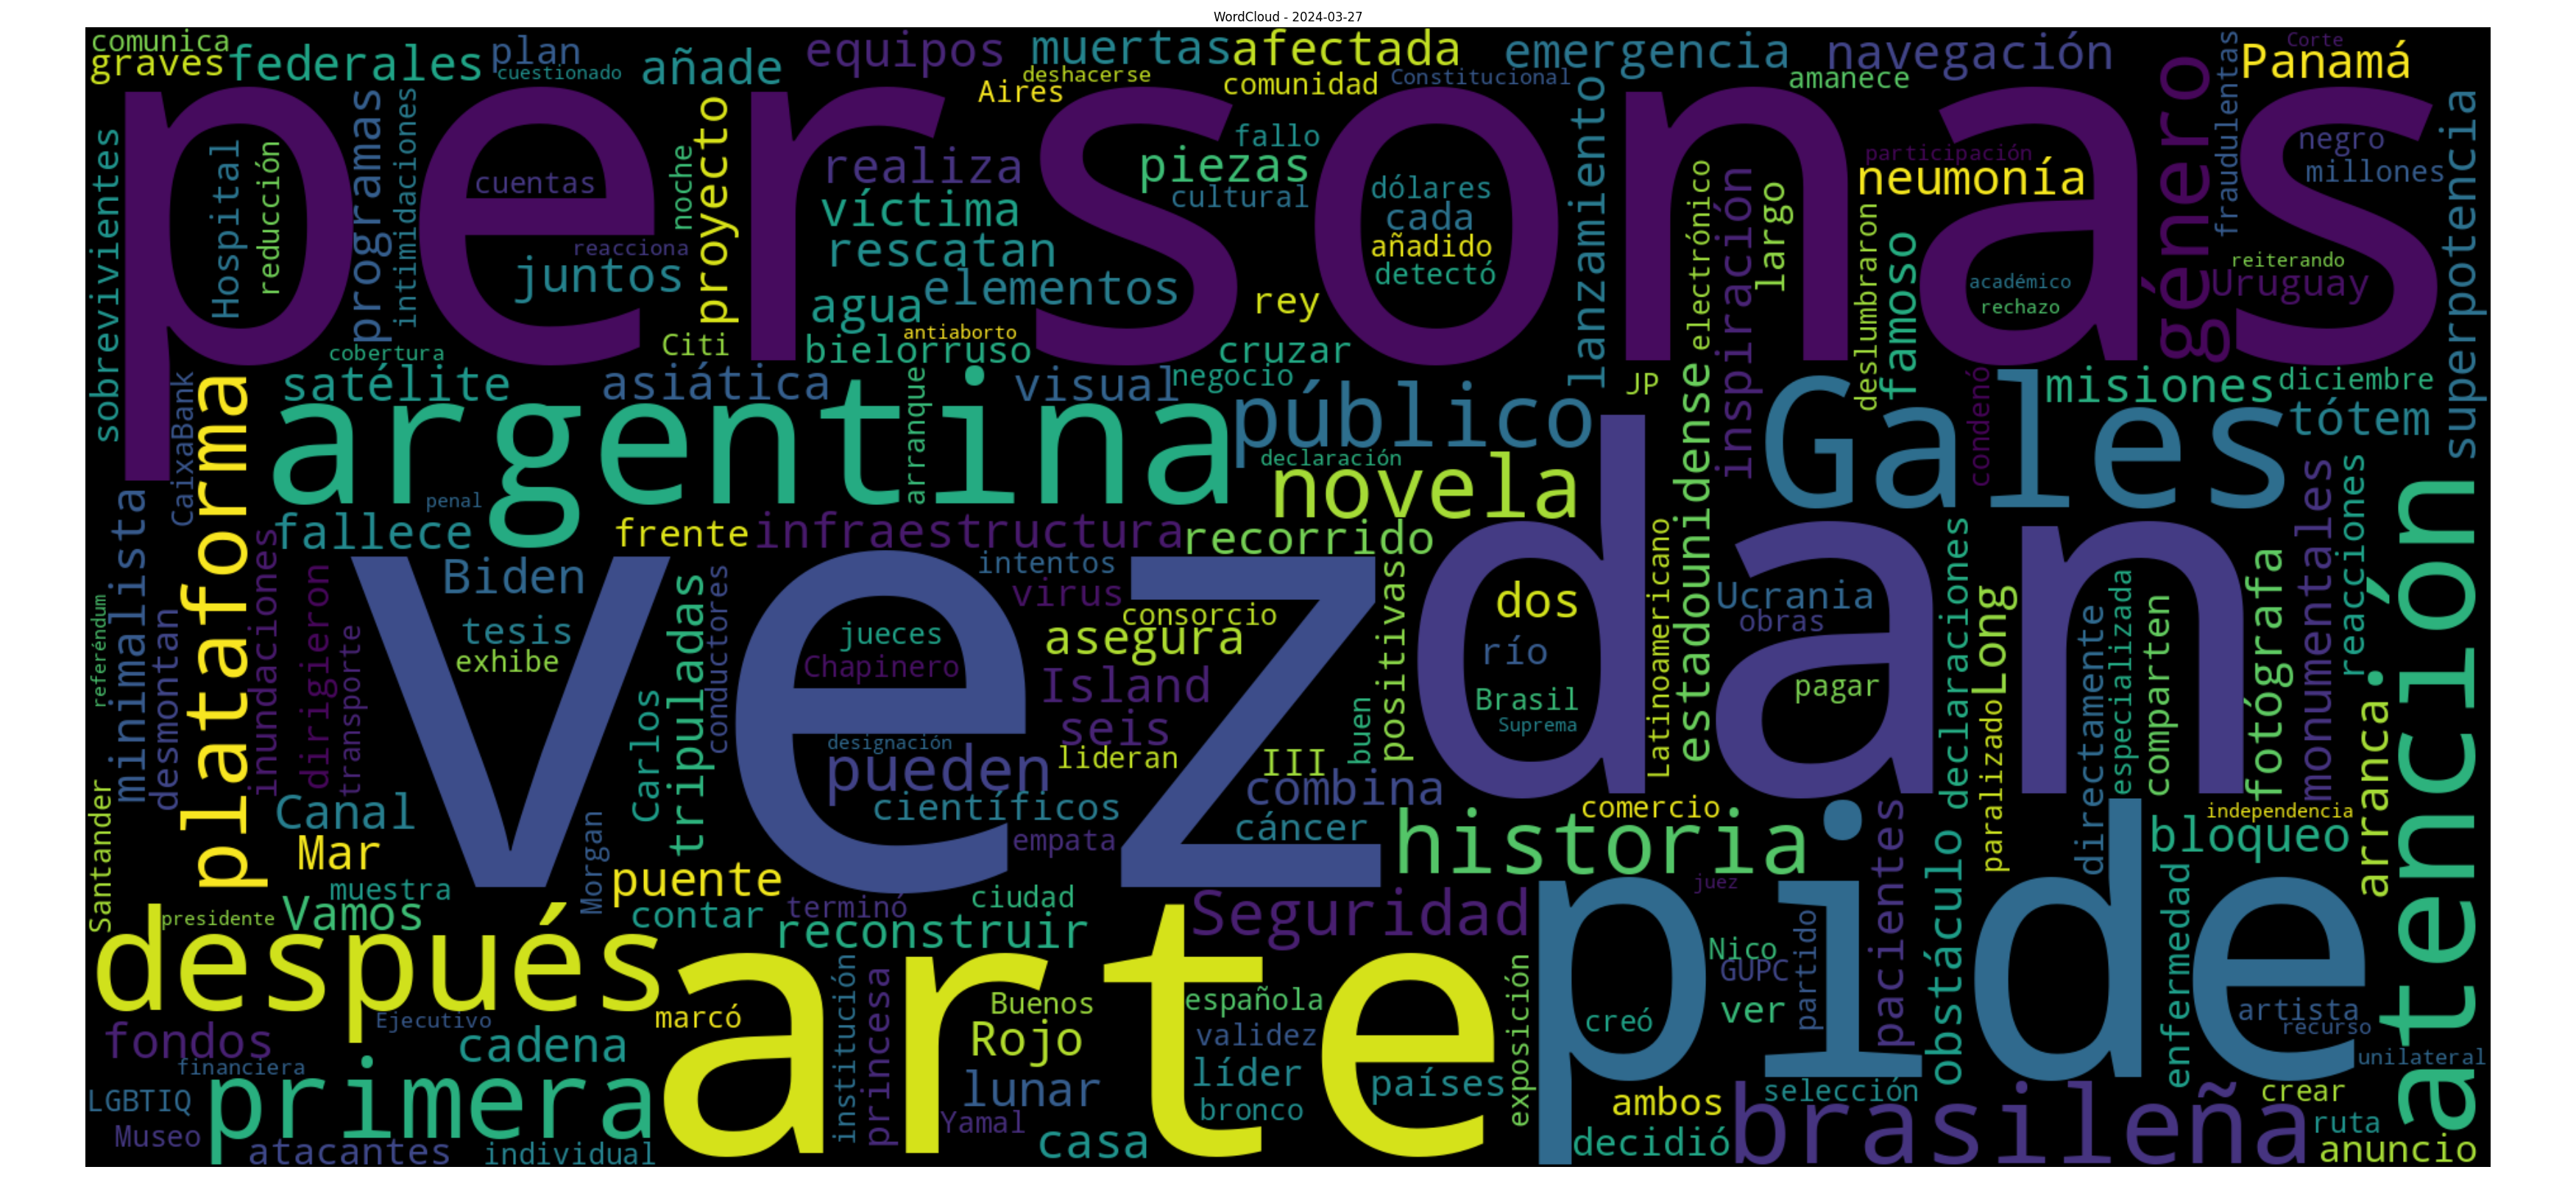 WordCloud - 2024-03-27
comunica
graves
federales
plan
cuestionado
añade
equipos
muertas
afectada
deshacerse
Aires
comunidad
Constitucional
emergencia
amanece
navegación
fraudulentas
Corte
Panamá
personas
sobrevivientes
Hospital
reducción
programas
intimidaciones
cuentas
reacciona
juntos
noche
proyecto
realiza
víctima
rescatan
agua
elementos
antiaborto
bielorruso
Citi
piezas
cultural
fallo
dólares
cada
añadido
detectó
rey
cruzar
lanzamiento
electrónico
inspiración
largo
participación
neumonía
deslumbraron
famoso
académico
rechazo
género
negro
millones
reiterando
Uruguay
superpotencia
cobertura
satélite
asiática
arranque
visual
negocio
JP
público
argentina
declaración
novela
estadounidense
condenó
Gales
misiones
diciembre
tótem
CaixaBank
plataforma
penal
fallece
frente
infraestructura
recorrido
minimalista
referéndum
desmontan
inundaciones
dirigieron
transporte
Biden
tesis
exhibe
conductores
tripuladas
Carlos
vez
intentos
virus
consorcio
asegura
jueces
Chapinero
Island
seis
designación
pueden
lideran
III
buen
positivas
científicos
combina
empata
cáncer
dan
dos
río
Brasil
Suprema
Latinoamericano
Ucrania
obras
pagar
declaraciones
Long
paralizado
directamente
especializada
comparten
fotógrafa
monumentales
reacciones
arranca
atención
Santander
Canal
Mar
Morgan
muestra
presidente
Vamos
puente
contar
terminó
ciudad
reconstruir
Seguridad
historia
comercio
juez
pacientes
obstáculo
independencia
bloqueo
enfermedad
después
arte
pide
Nico
GUPC
partido
ver
creó
artista
recurso
unilateral
fondos
Ejecutivo
marcó
cadena
financiera
primera
LGBTIQ
Museo
atacantes
individual
institución
princesa
Buenos
Rojo
lunar
Yamal
casa
española
validez
líder
bronco
países
exposición
ambos
decidió
selección
brasileña
crear
ruta
anuncio